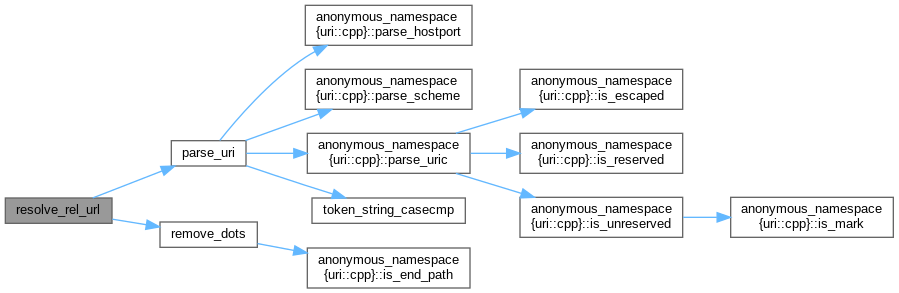 anonymous_namespace
{uri::cpp}::parse_hostport
anonymous_namespace
{uri::cpp}::parse_scheme
anonymous_namespace
{uri::cpp}::is_escaped
parse_uri
anonymous_namespace
{uri::cpp}::parse_uric
anonymous_namespace
{uri::cpp}::is_reserved
resolve_rel_url
token_string_casecmp
anonymous_namespace
{uri::cpp}::is_unreserved
anonymous_namespace
{uri::cpp}::is_mark
remove_dots
anonymous_namespace
{uri::cpp}::is_end_path